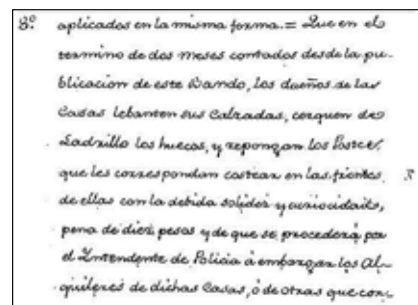 8º. aplicados en la misma forma. = Que en el
termino de dos meses contados desde la pu-
blicacion de este Bando, los dueños de las
Casas lebanten sus Calzadas, cerquen de
Ladrillo los huecos, y repongan los Postes
que les correspondan costear en las frentes
de ellas con la debida solidez y curiocidad,
pena de diez pesos y de que se procederá por
el Yntendente de Policia á embargar los Al-
quileres de dichas Casas, ó de otras que con-